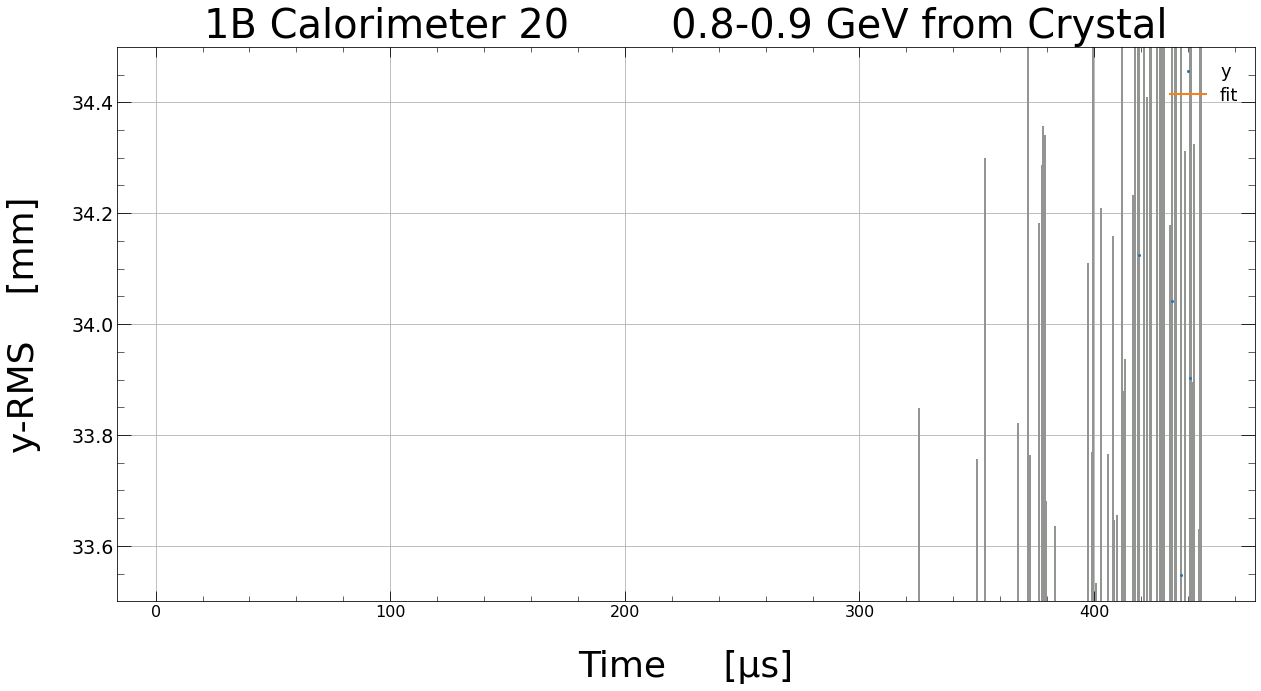 1B Calorimeter 20 0.8-0.9 GeV from Crystal
y
fit
34.4
34.2
34.0
33.8
33.6
y-RMS [mm]
0 100 200 300 400
Time [µs]